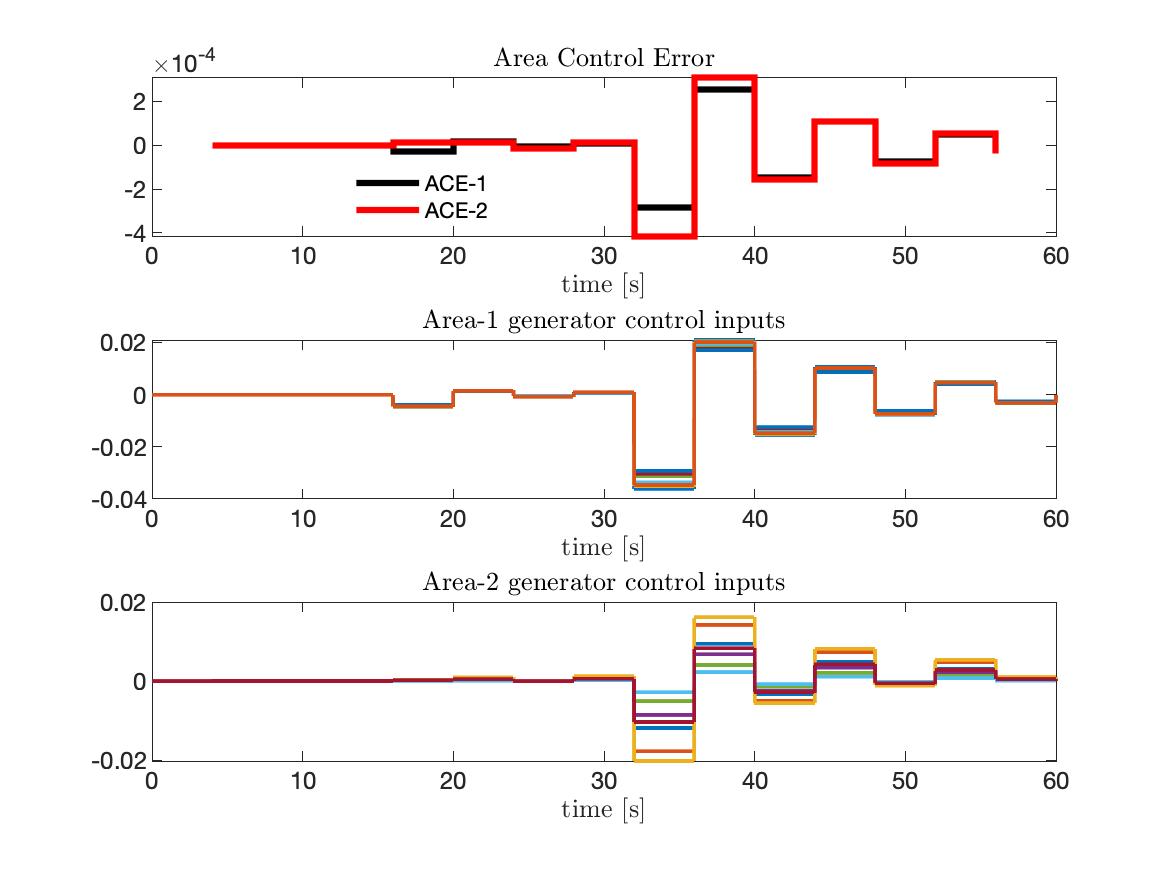 Area Control Error
×10-4
2
0
-2
-4
ACE-1
ACE-2
0 10 20 30 40 50 60
time [s]
Area-1 generator control inputs
0.02
0
-0.02
-0.04
0 10 20 30 40 50 60
time [s]
Area-2 generator control inputs
0.02
0
-0.02
0 10 20 30 40 50 60
time [s]